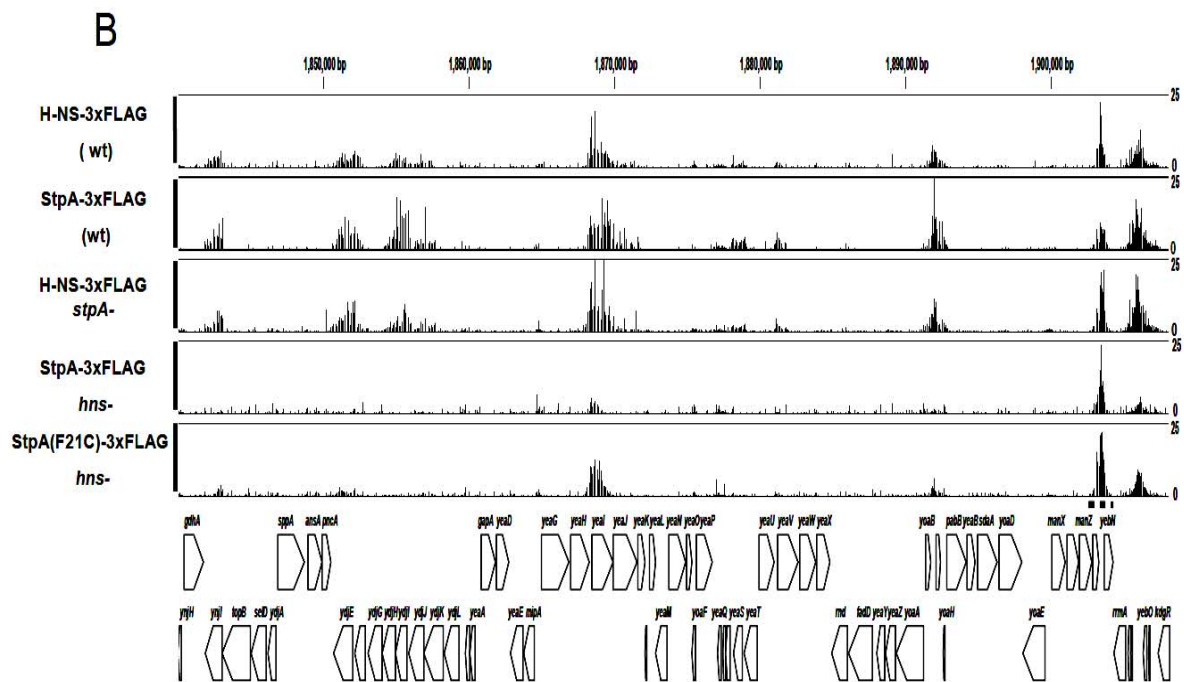 B
1,850,000 bp 1,860,000 bp 1,870,000 bp 1,880,000 bp 1,890,000 bp 1,900,000 bp
H-NS-3xFLAG
( wt)
25
0
StpA-3xFLAG
(wt)
25
0
H-NS-3xFLAG
stpA-
25
0
StpA-3xFLAG
hns-
25
0
StpA(F21C)-3xFLAG
hns-
25
0
gdhA sppA ansA pncA gapA yeaD yeaG yeaH yeaI yeaJ yeaK yeaL yeaN yeaO yeaP yeaU yeaV yeaW yeaX yoaB pabB yeaB sdaA yoaD manX manZ yebN
ynjH ynjI topB selD ydjA ydjE ydjG ydjH ydjI ydjJ ydjK ydjL yeaA yeaE mipA yeaM yoaF yeaQ yeaS yeaT rnd fadD yeaY yeaZ yoaA yoaH yoaE rrmA yebO kdgR